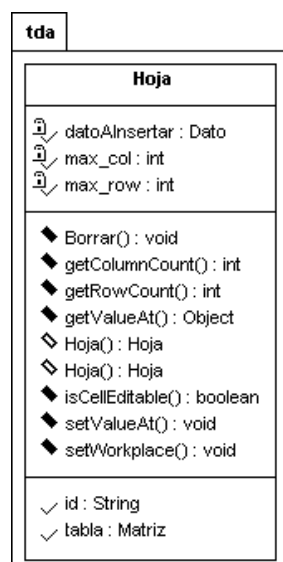 tda
Hoja
datoAInsertar : Dato
max_col : int
max_row : int
Borrar() : void
getColumnCount() : int
getRowCount() : int
getValueAt() : Object
Hoja() : Hoja
Hoja() : Hoja
isCellEditable() : boolean
setValueAt() : void
setWorkplace() : void
id : String
tabla : Matriz